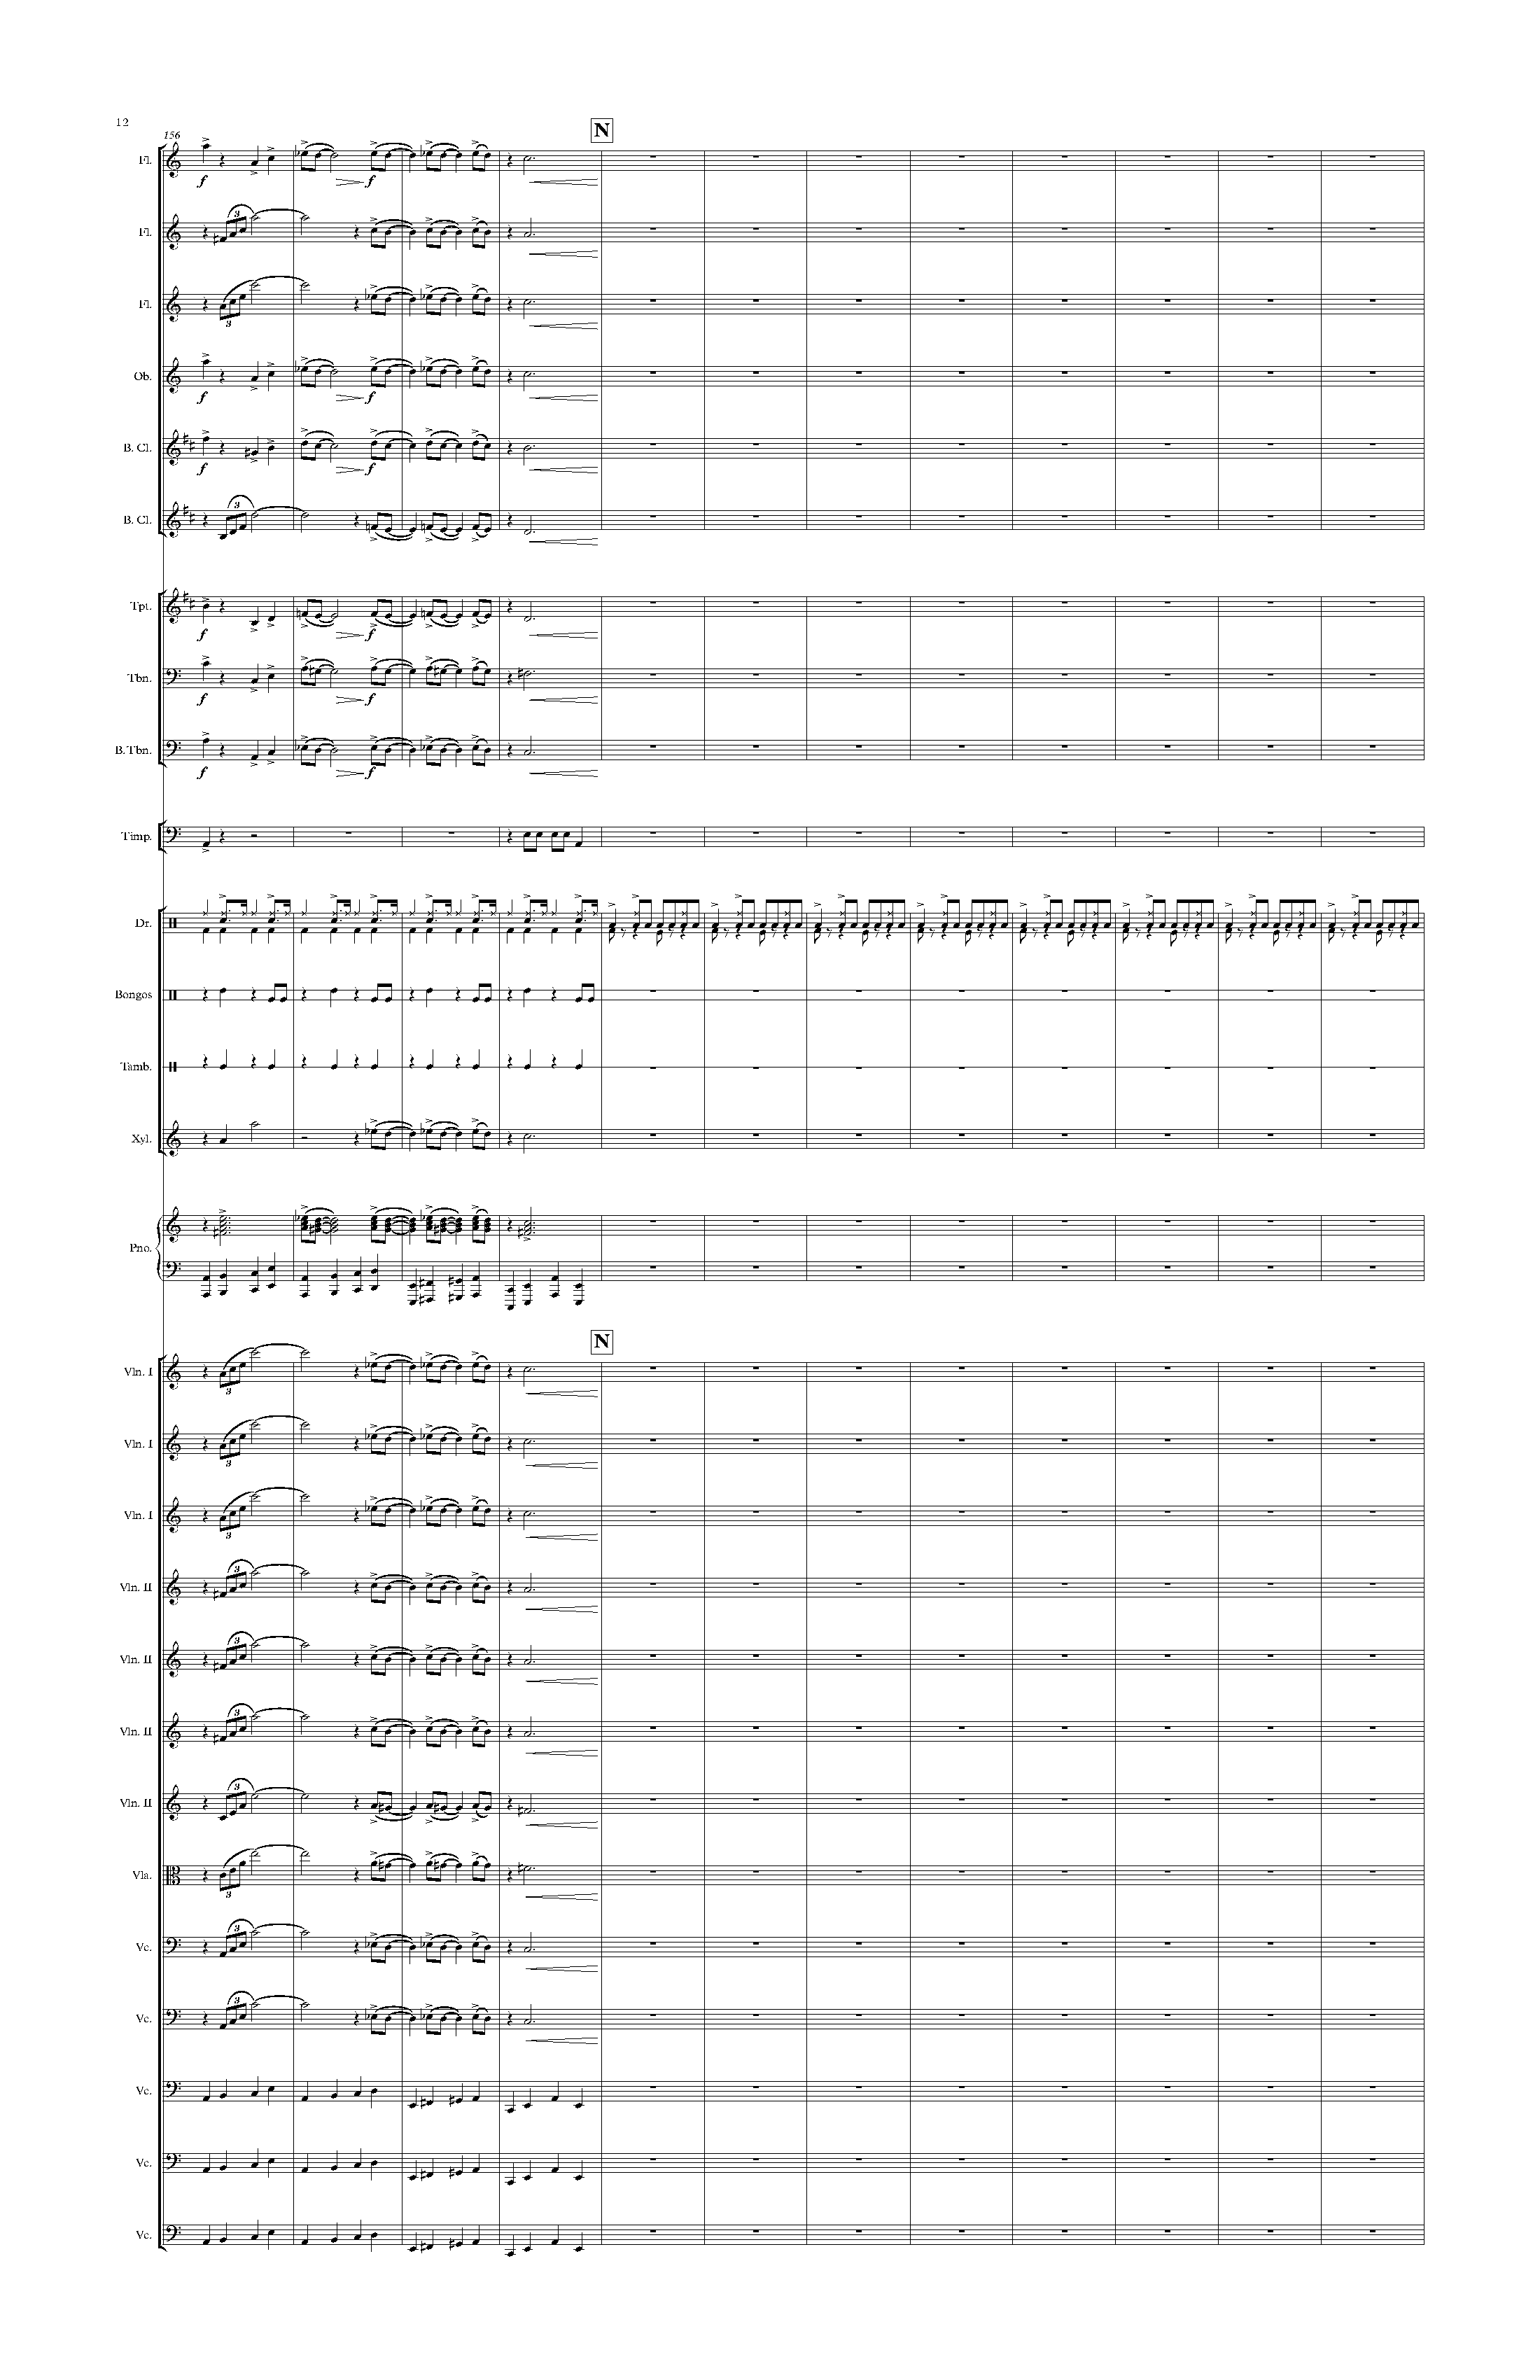 12
156
N
Fl.
f
f
3
Fl.
Fl.
3
Ob.
f
f
B. Cl.
f
f
3
B. Cl.
Tpt.
f
f
Tbn.
f
f
B. Tbn.
f
f
Timp.
Dr.
Bongos
Tamb.
Xyl.
Pno.
N
Vln. I
3
Vln. I
3
Vln. I
3
3
Vln. II
3
Vln. II
3
Vln. II
3
Vln. II
Vla.
3
3
Vc.
3
Vc.
Vc.
Vc.
Vc.